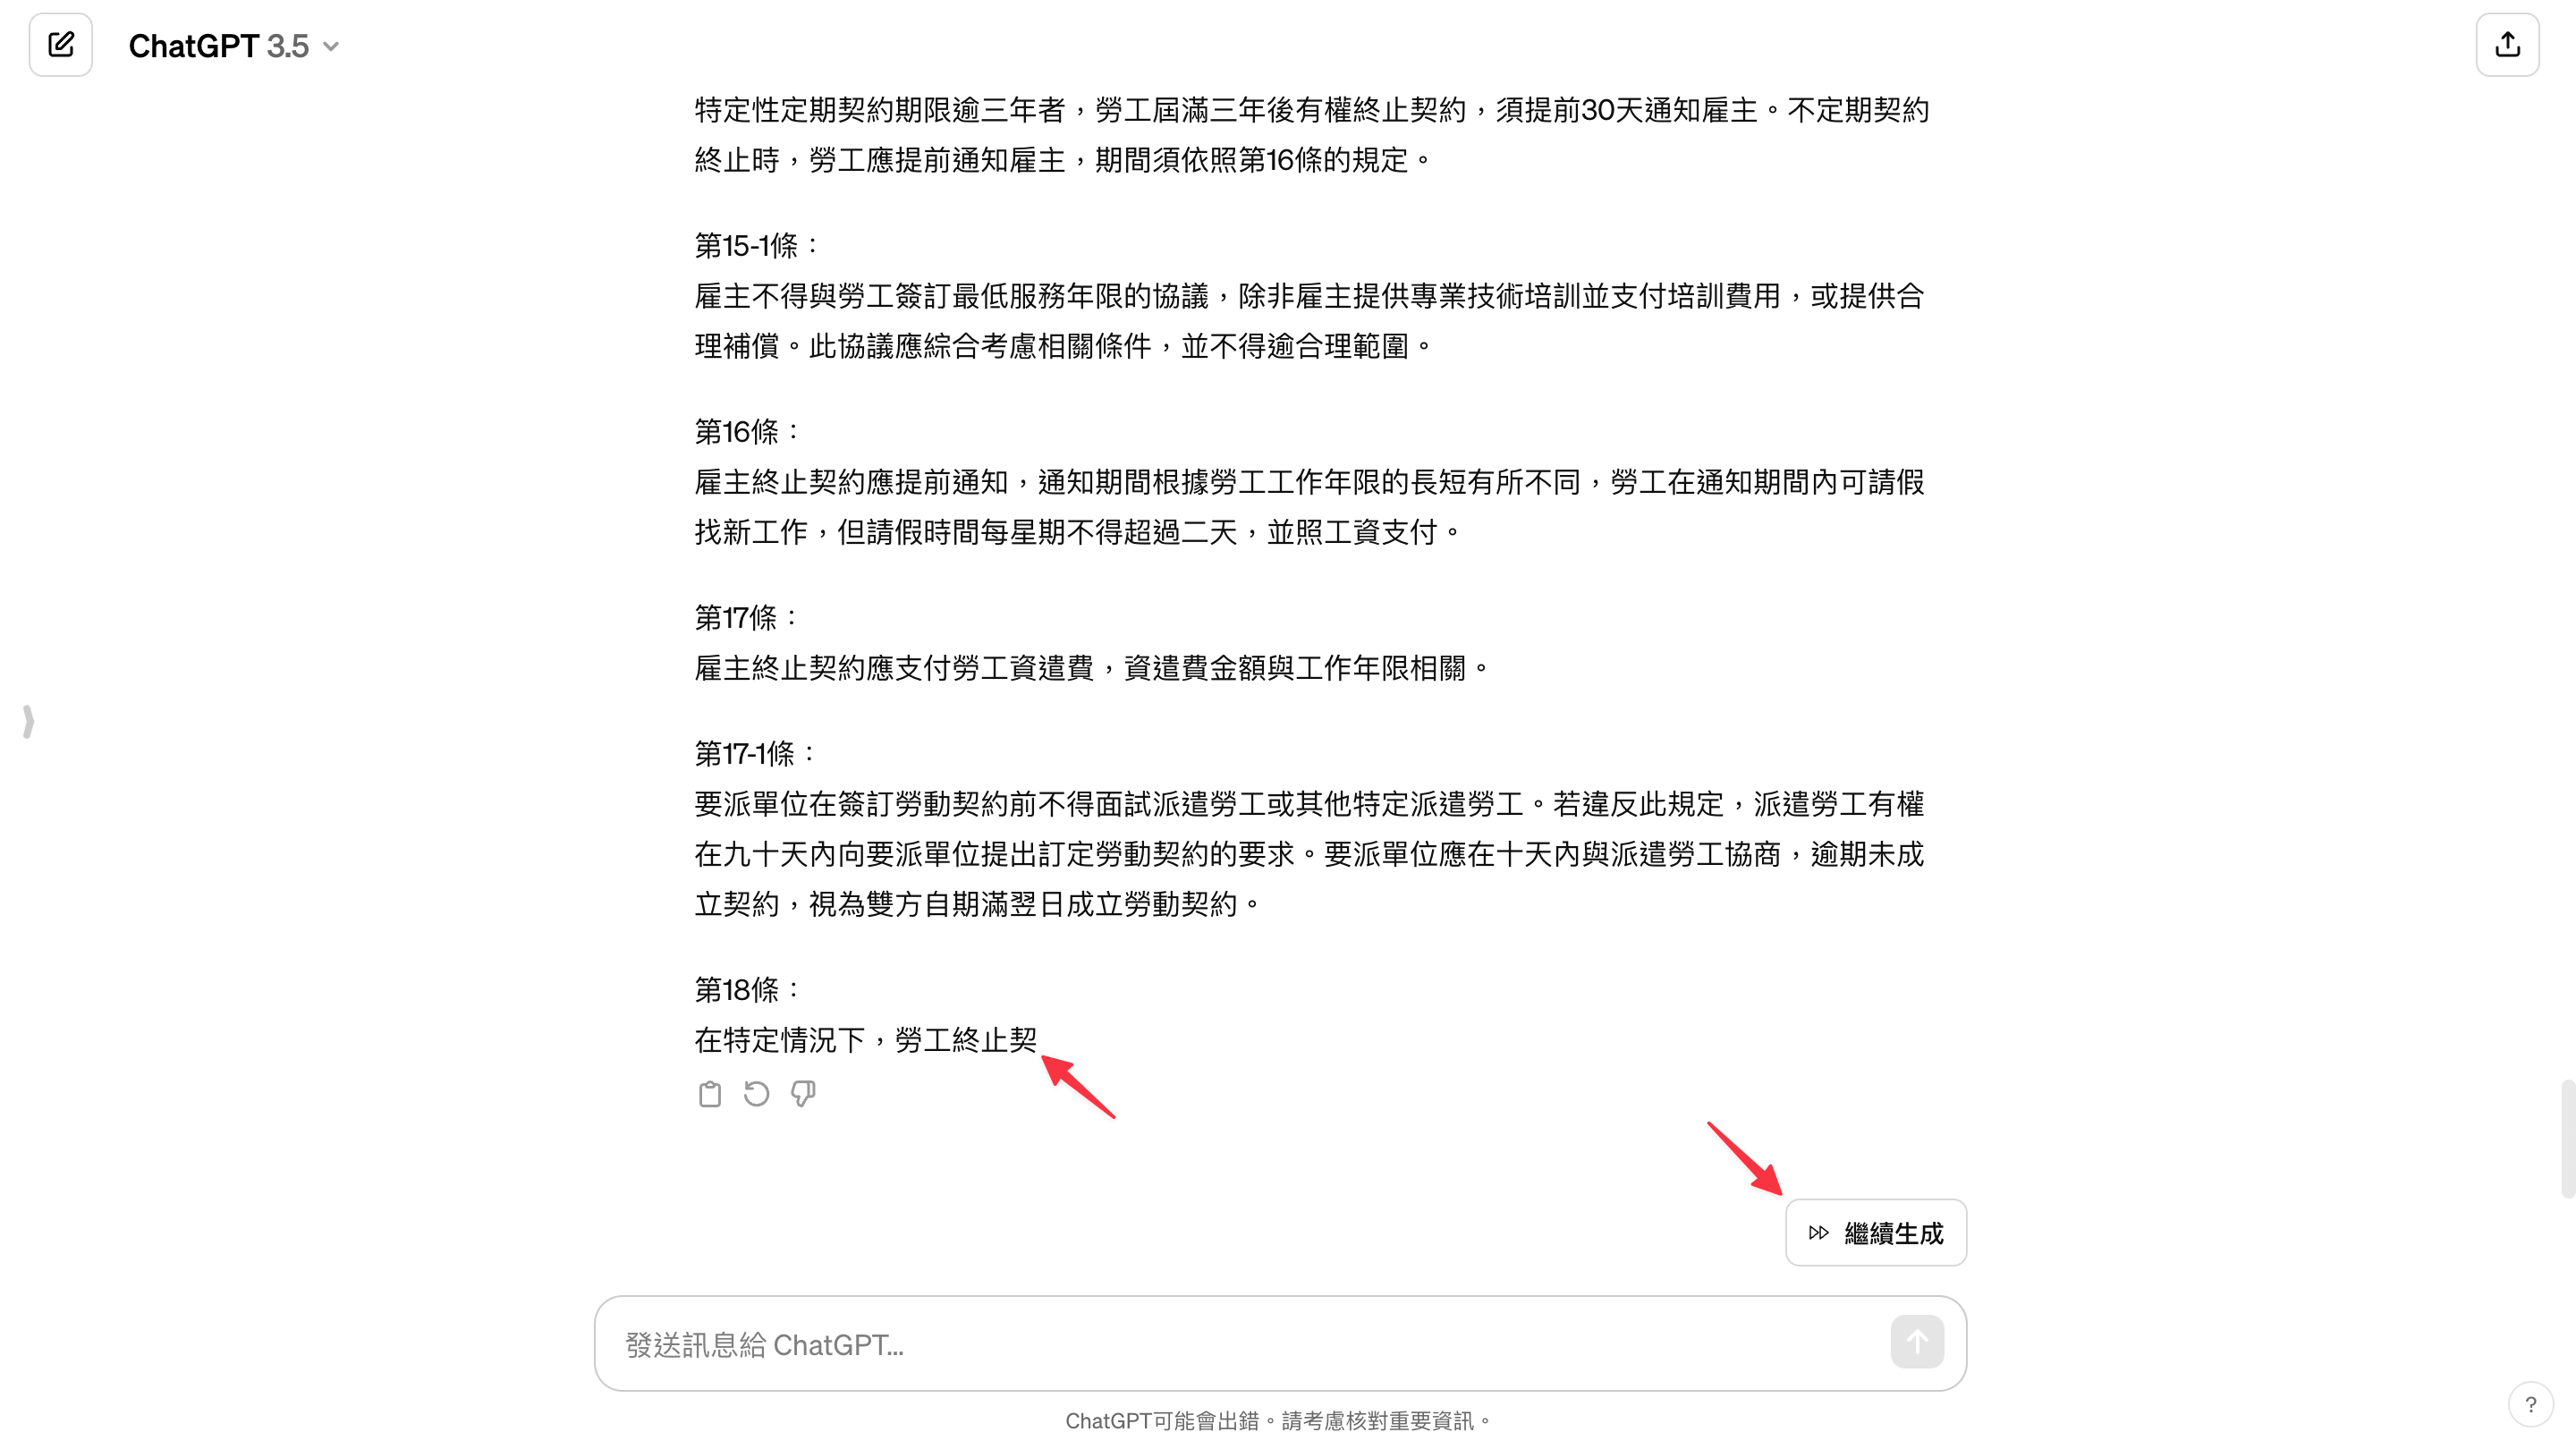 ChatGPT 3.5
特定性定期契約期限逾三年者，勞工屆滿三年後有權終止契約，須提前30天通知雇主。不定期契約
終止時，勞工應提前通知雇主，期間須依照第16條的規定。
第15-1條：
雇主不得與勞工簽訂最低服務年限的協議，除非雇主提供專業技術培訓並支付培訓費用，或提供合
理補償。此協議應綜合考慮相關條件，並不得逾合理範圍。
第16條：
雇主終止契約應提前通知，通知期間根據勞工工作年限的長短有所不同，勞工在通知期間內可請假
找新工作，但請假時間每星期不得超過二天，並照工資支付。
第17條：
雇主終止契約應支付勞工資遣費，資遣費金額與工作年限相關。
第17-1條：
要派單位在簽訂勞動契約前不得面試派遣勞工或其他特定派遣勞工。若違反此規定，派遣勞工有權
在九十天內向要派單位提出訂定勞動契約的要求。要派單位應在十天內與派遣勞工協商，逾期未成
立契約，視為雙方自期滿翌日成立勞動契約。
第18條：
在特定情況下，勞工終止契
繼續生成
發送訊息給 ChatGPT...
ChatGPT可能會出錯。請考慮核對重要資訊。
?